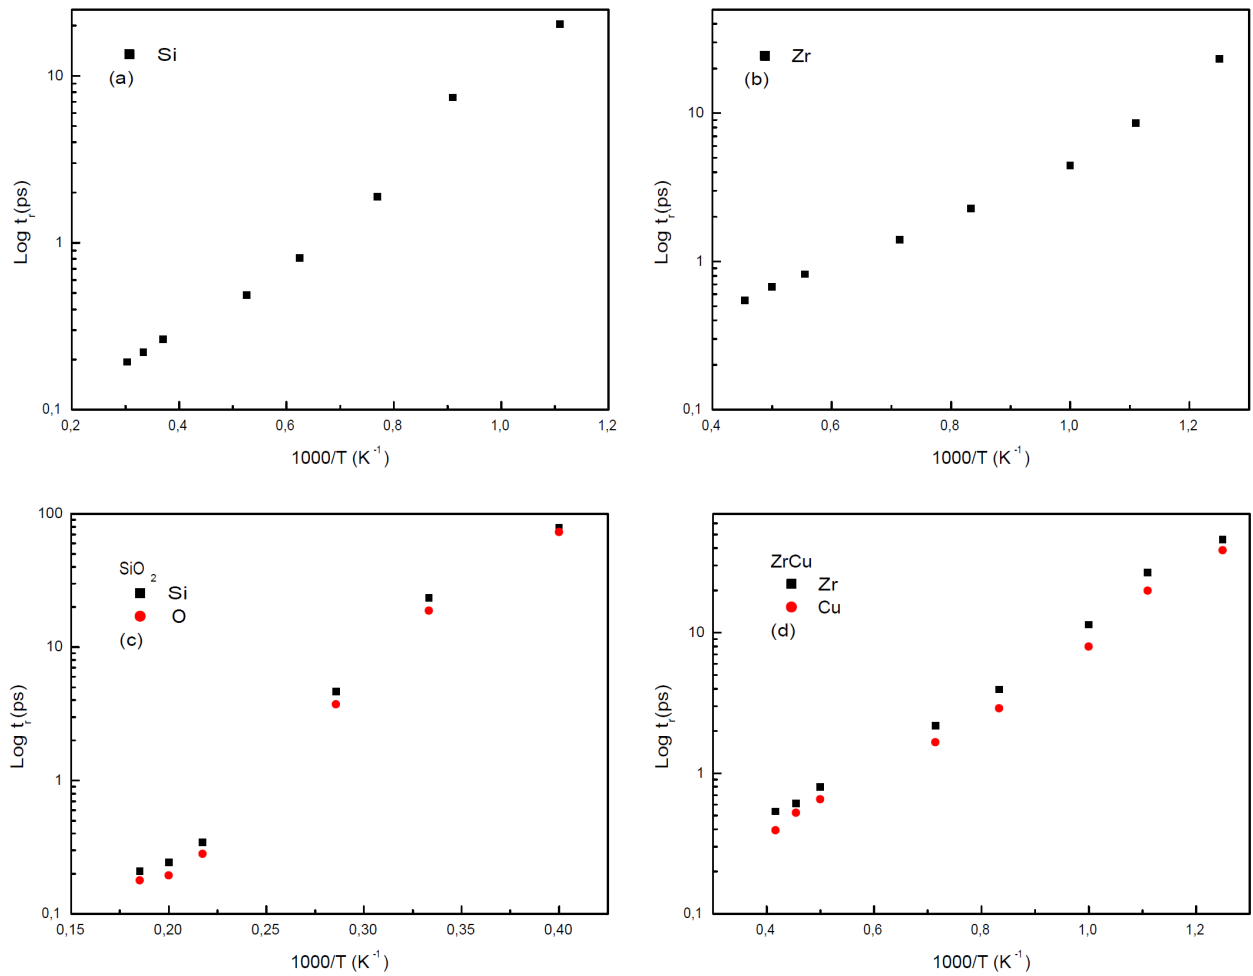 Si
(a)
10
1
0,1
Log t_r(ps)
0,2 0,4 0,6 0,8 1,0 1,2
1000/T (K⁻¹)
Zr
(b)
10
1
0,1
Log t_r(ps)
0,4 0,6 0,8 1,0 1,2
1000/T (K⁻¹)
100
SiO₂
Si
O
(c)
10
1
0,1
Log t_r(ps)
0,15 0,20 0,25 0,30 0,35 0,40
1000/T (K⁻¹)
ZrCu
Zr
Cu
(d)
10
1
0,1
Log t_r(ps)
0,4 0,6 0,8 1,0 1,2
1000/T (K⁻¹)